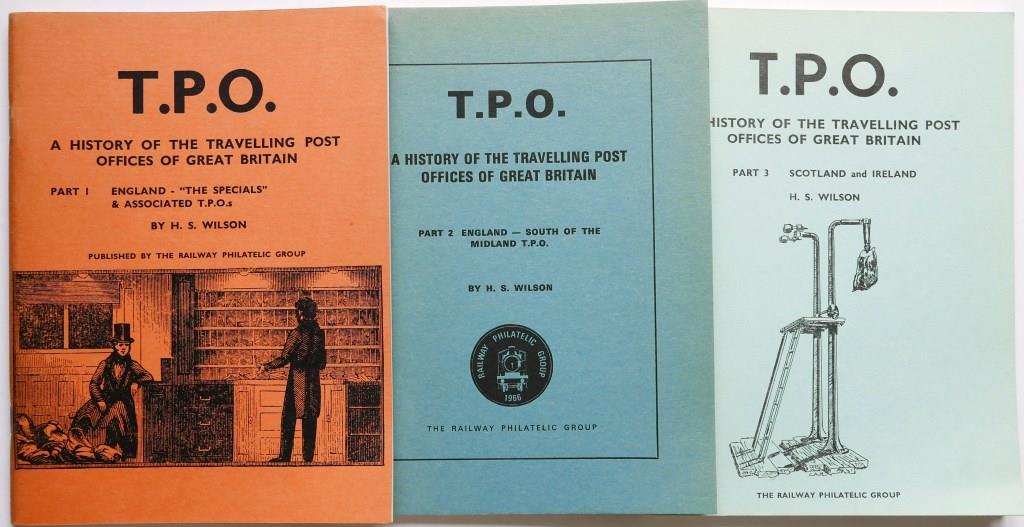 T.P.O.
A HISTORY OF THE TRAVELLING POST
OFFICES OF GREAT BRITAIN
PART 1 ENGLAND - "THE SPECIALS"
& ASSOCIATED T.P.O.s
BY H. S. WILSON
PUBLISHED BY THE RAILWAY PHILATELIC GROUP
T.P.O.
A HISTORY OF THE TRAVELLING POST
OFFICES OF GREAT BRITAIN
PART 2 ENGLAND — SOUTH OF THE
MIDLAND T.P.O.
BY H. S. WILSON
RAILWAY PHILATELIC GROUP
1966
THE RAILWAY PHILATELIC GROUP
T.P.O.
HISTORY OF THE TRAVELLING POST
OFFICES OF GREAT BRITAIN
PART 3 SCOTLAND and IRELAND
H. S. WILSON
THE RAILWAY PHILATELIC GROUP